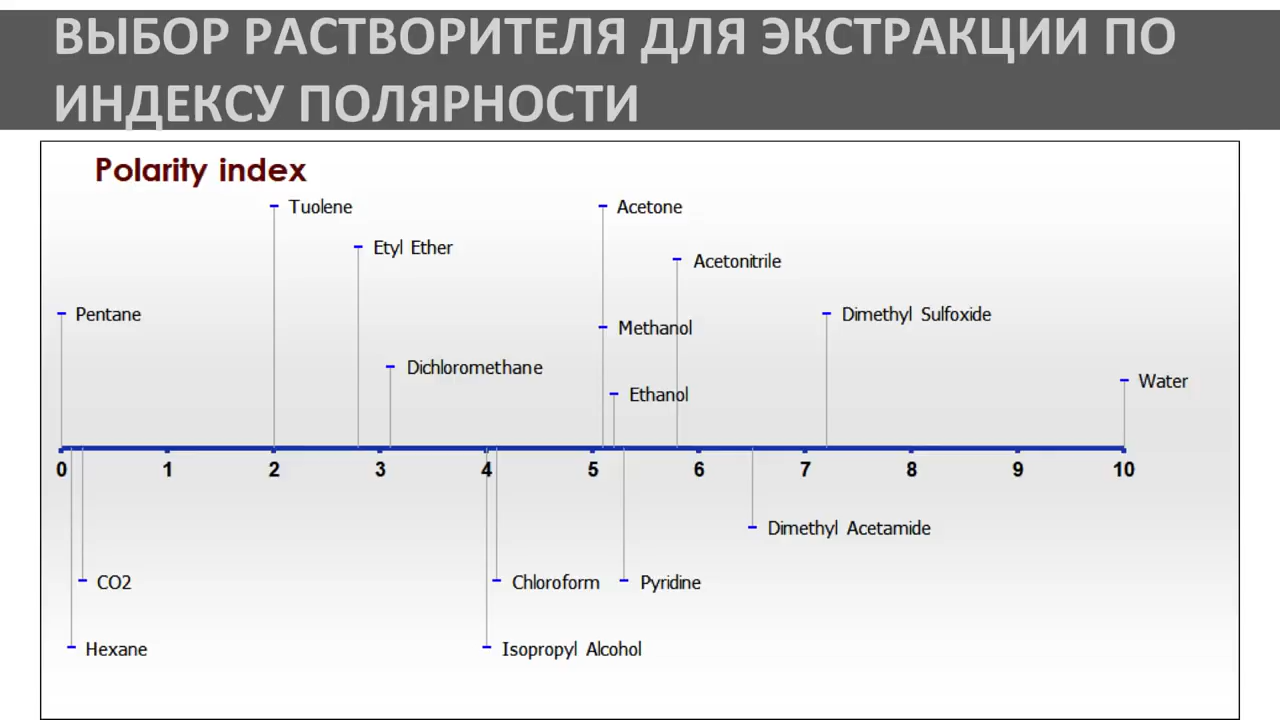 ВЫБОР РАСТВОРИТЕЛЯ ДЛЯ ЭКСТРАКЦИИ ПО
ИНДЕКСУ ПОЛЯРНОСТИ
Polarity index
Tuolene
Acetone
Etyl Ether
Acetonitrile
Pentane
Methanol
Dimethyl Sulfoxide
Dichloromethane
Ethanol
Water
0 1 2 3 4 5 6 7 8 9 10
Dimethyl Acetamide
CO2
Chloroform
Pyridine
Hexane
Isopropyl Alcohol